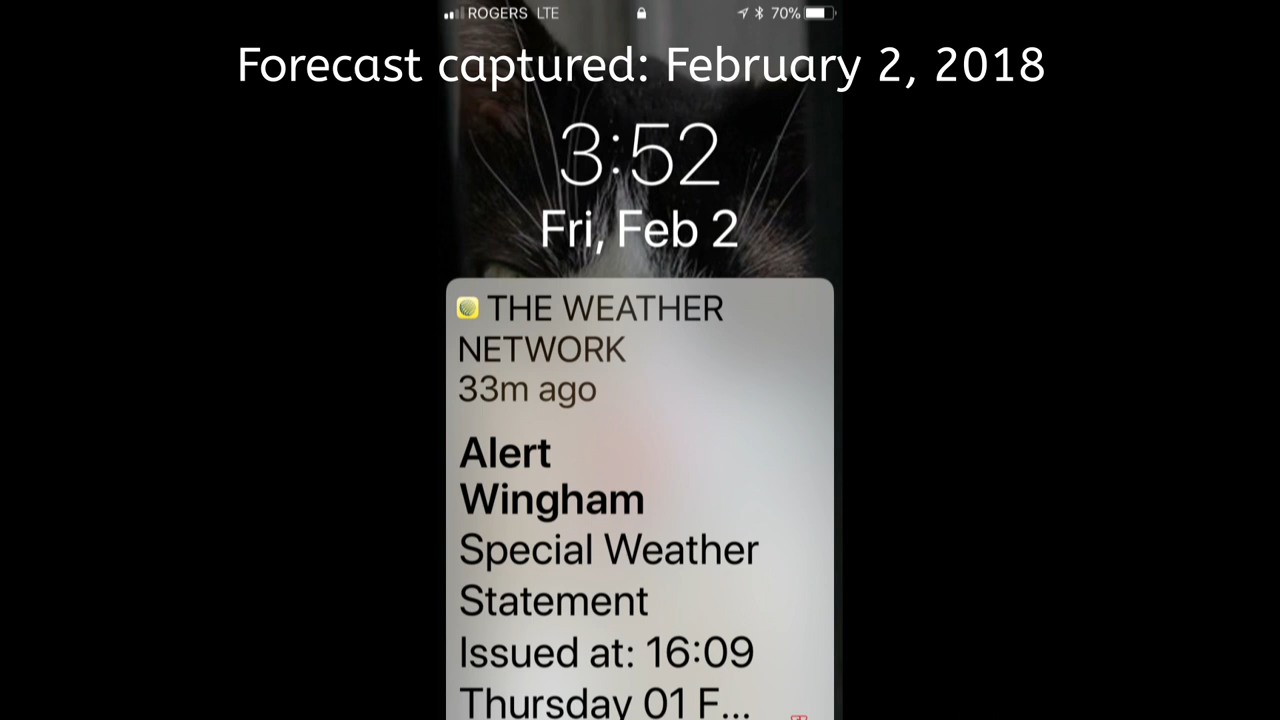 ROGERS LTE 70%
Forecast captured: February 2, 2018
3:52
Fri, Feb 2
THE WEATHER
NETWORK
33m ago
Alert
Wingham
Special Weather
Statement
Issued at: 16:09
Thursday 01 F...